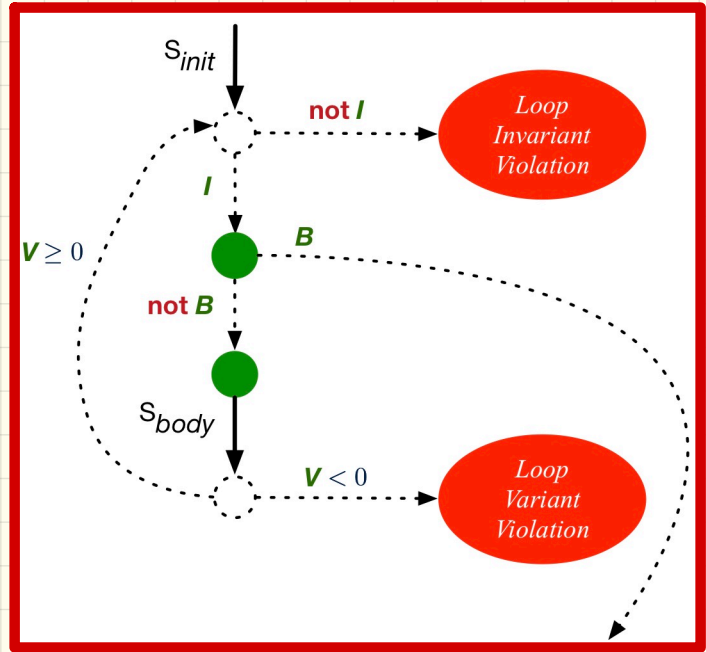 S_init
not I
Loop
Invariant
Violation
I
B
V ≥ 0
not B
S_body
V < 0
Loop
Variant
Violation